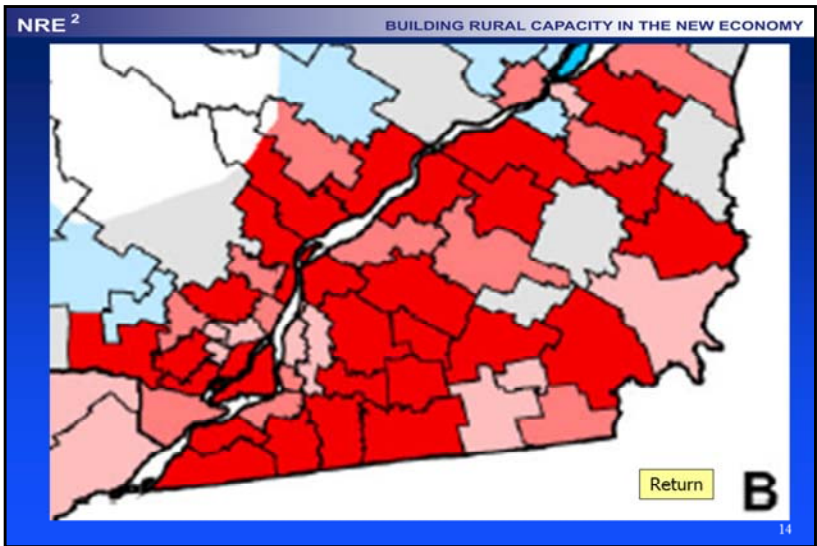 NRE ²
BUILDING RURAL CAPACITY IN THE NEW ECONOMY
Return
B
14